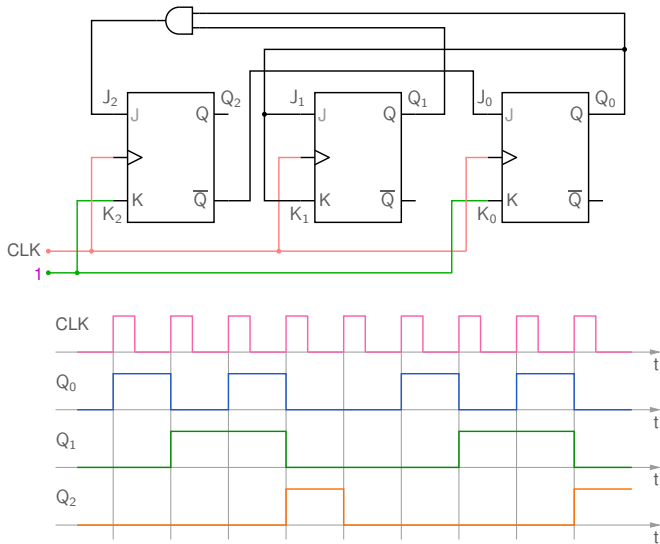 J₂ Q₂ J₁ Q₁ J₀ Q₀
J Q J Q J Q
K Q̅ K Q̅ K Q̅
K₂ K₁ K₀
CLK
1
CLK
t
Q₀
t
Q₁
t
Q₂
t